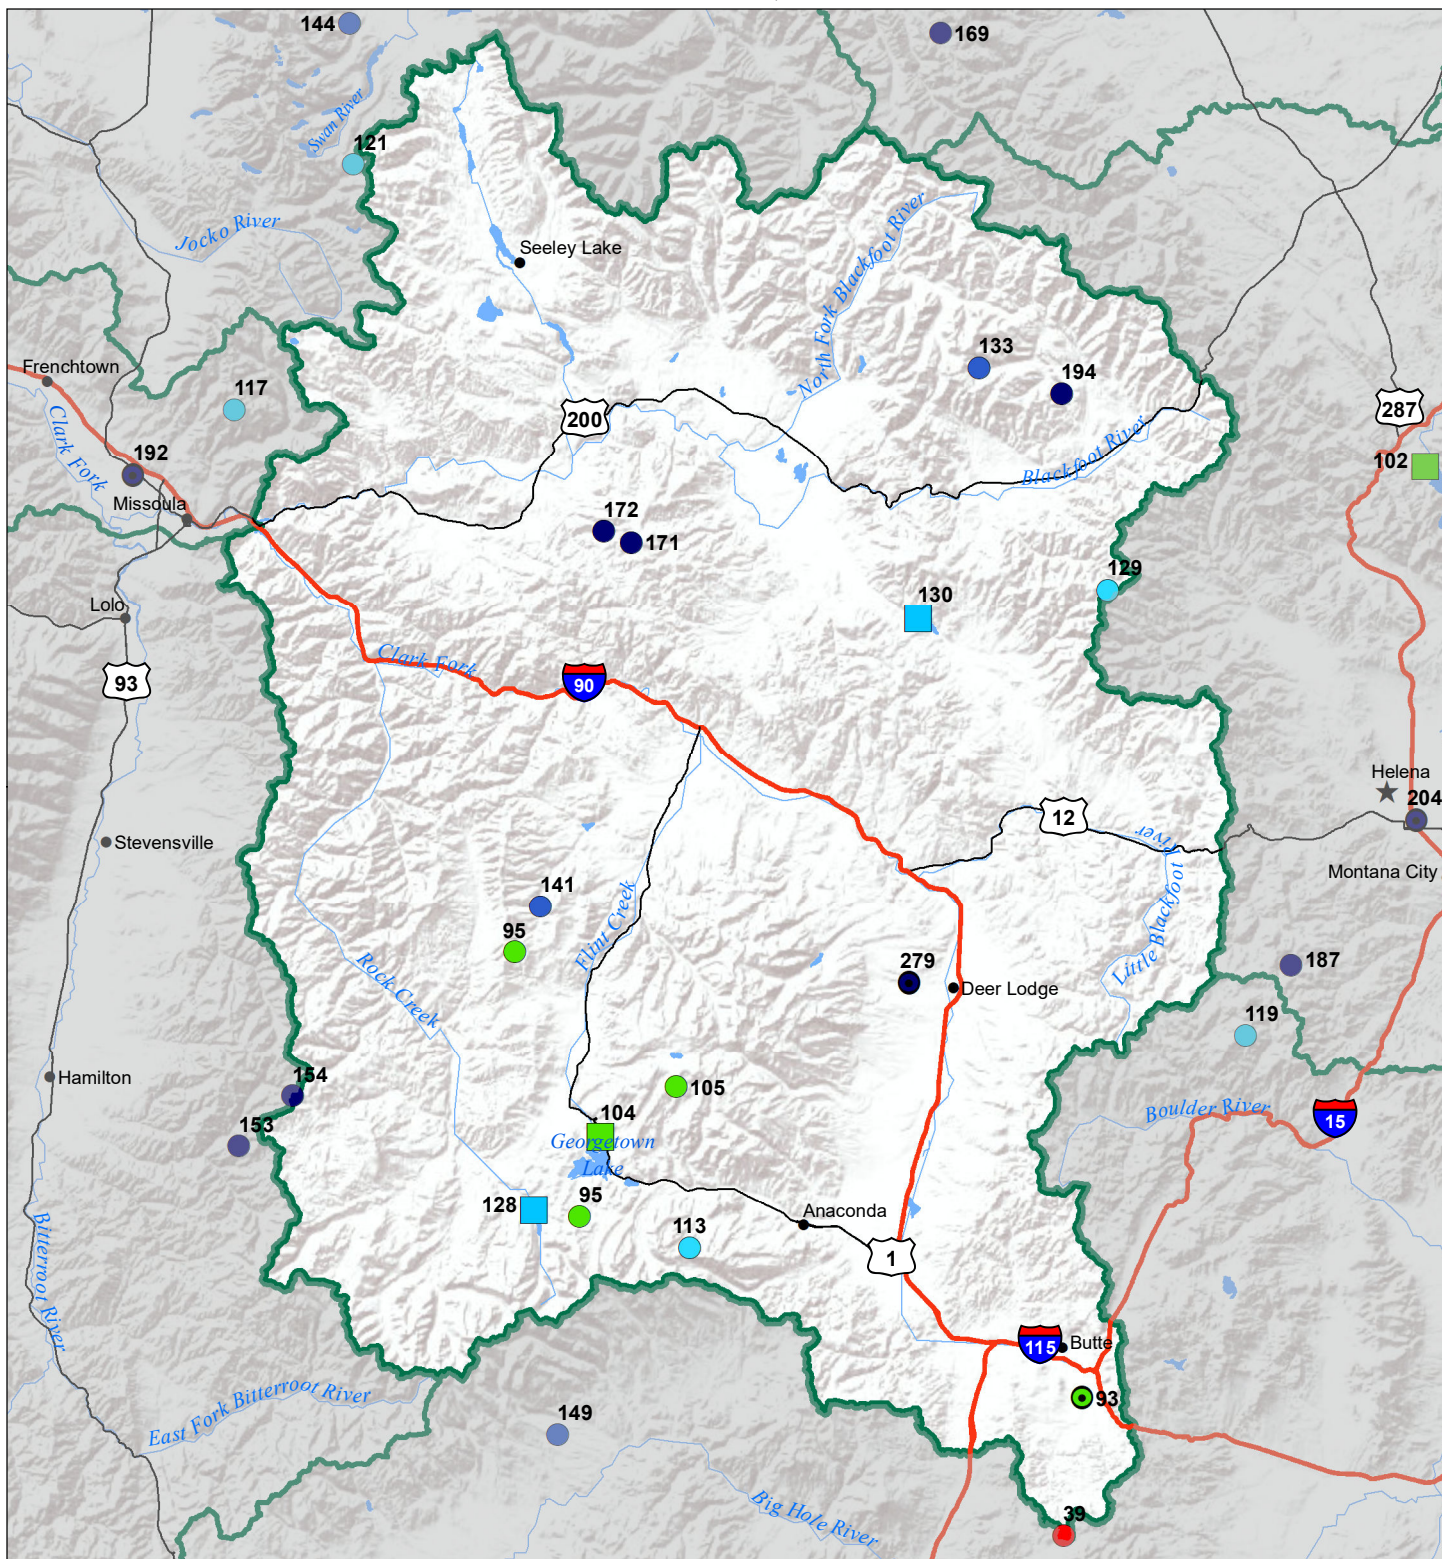 144
169
Swan River
121
Jocko River
Seeley Lake
North Fork Blackfoot River
Frenchtown
117
133
194
200
287
Clark Fork
192
Missoula
Blackfoot River
102
172
171
129
130
Lolo
93
Clark Fork
90
Helena
204
12
River
Stevensville
Montana City
141
95
Flint Creek
Rock Creek
279
Deer Lodge
Little Blackfoot
187
119
Hamilton
154
153
105
104
Georgetown
Lake
Boulder River
15
128
95
113
Anaconda
1
Bitterroot River
115
Butte
93
East Fork Bitterroot River
149
Big Hole River
39